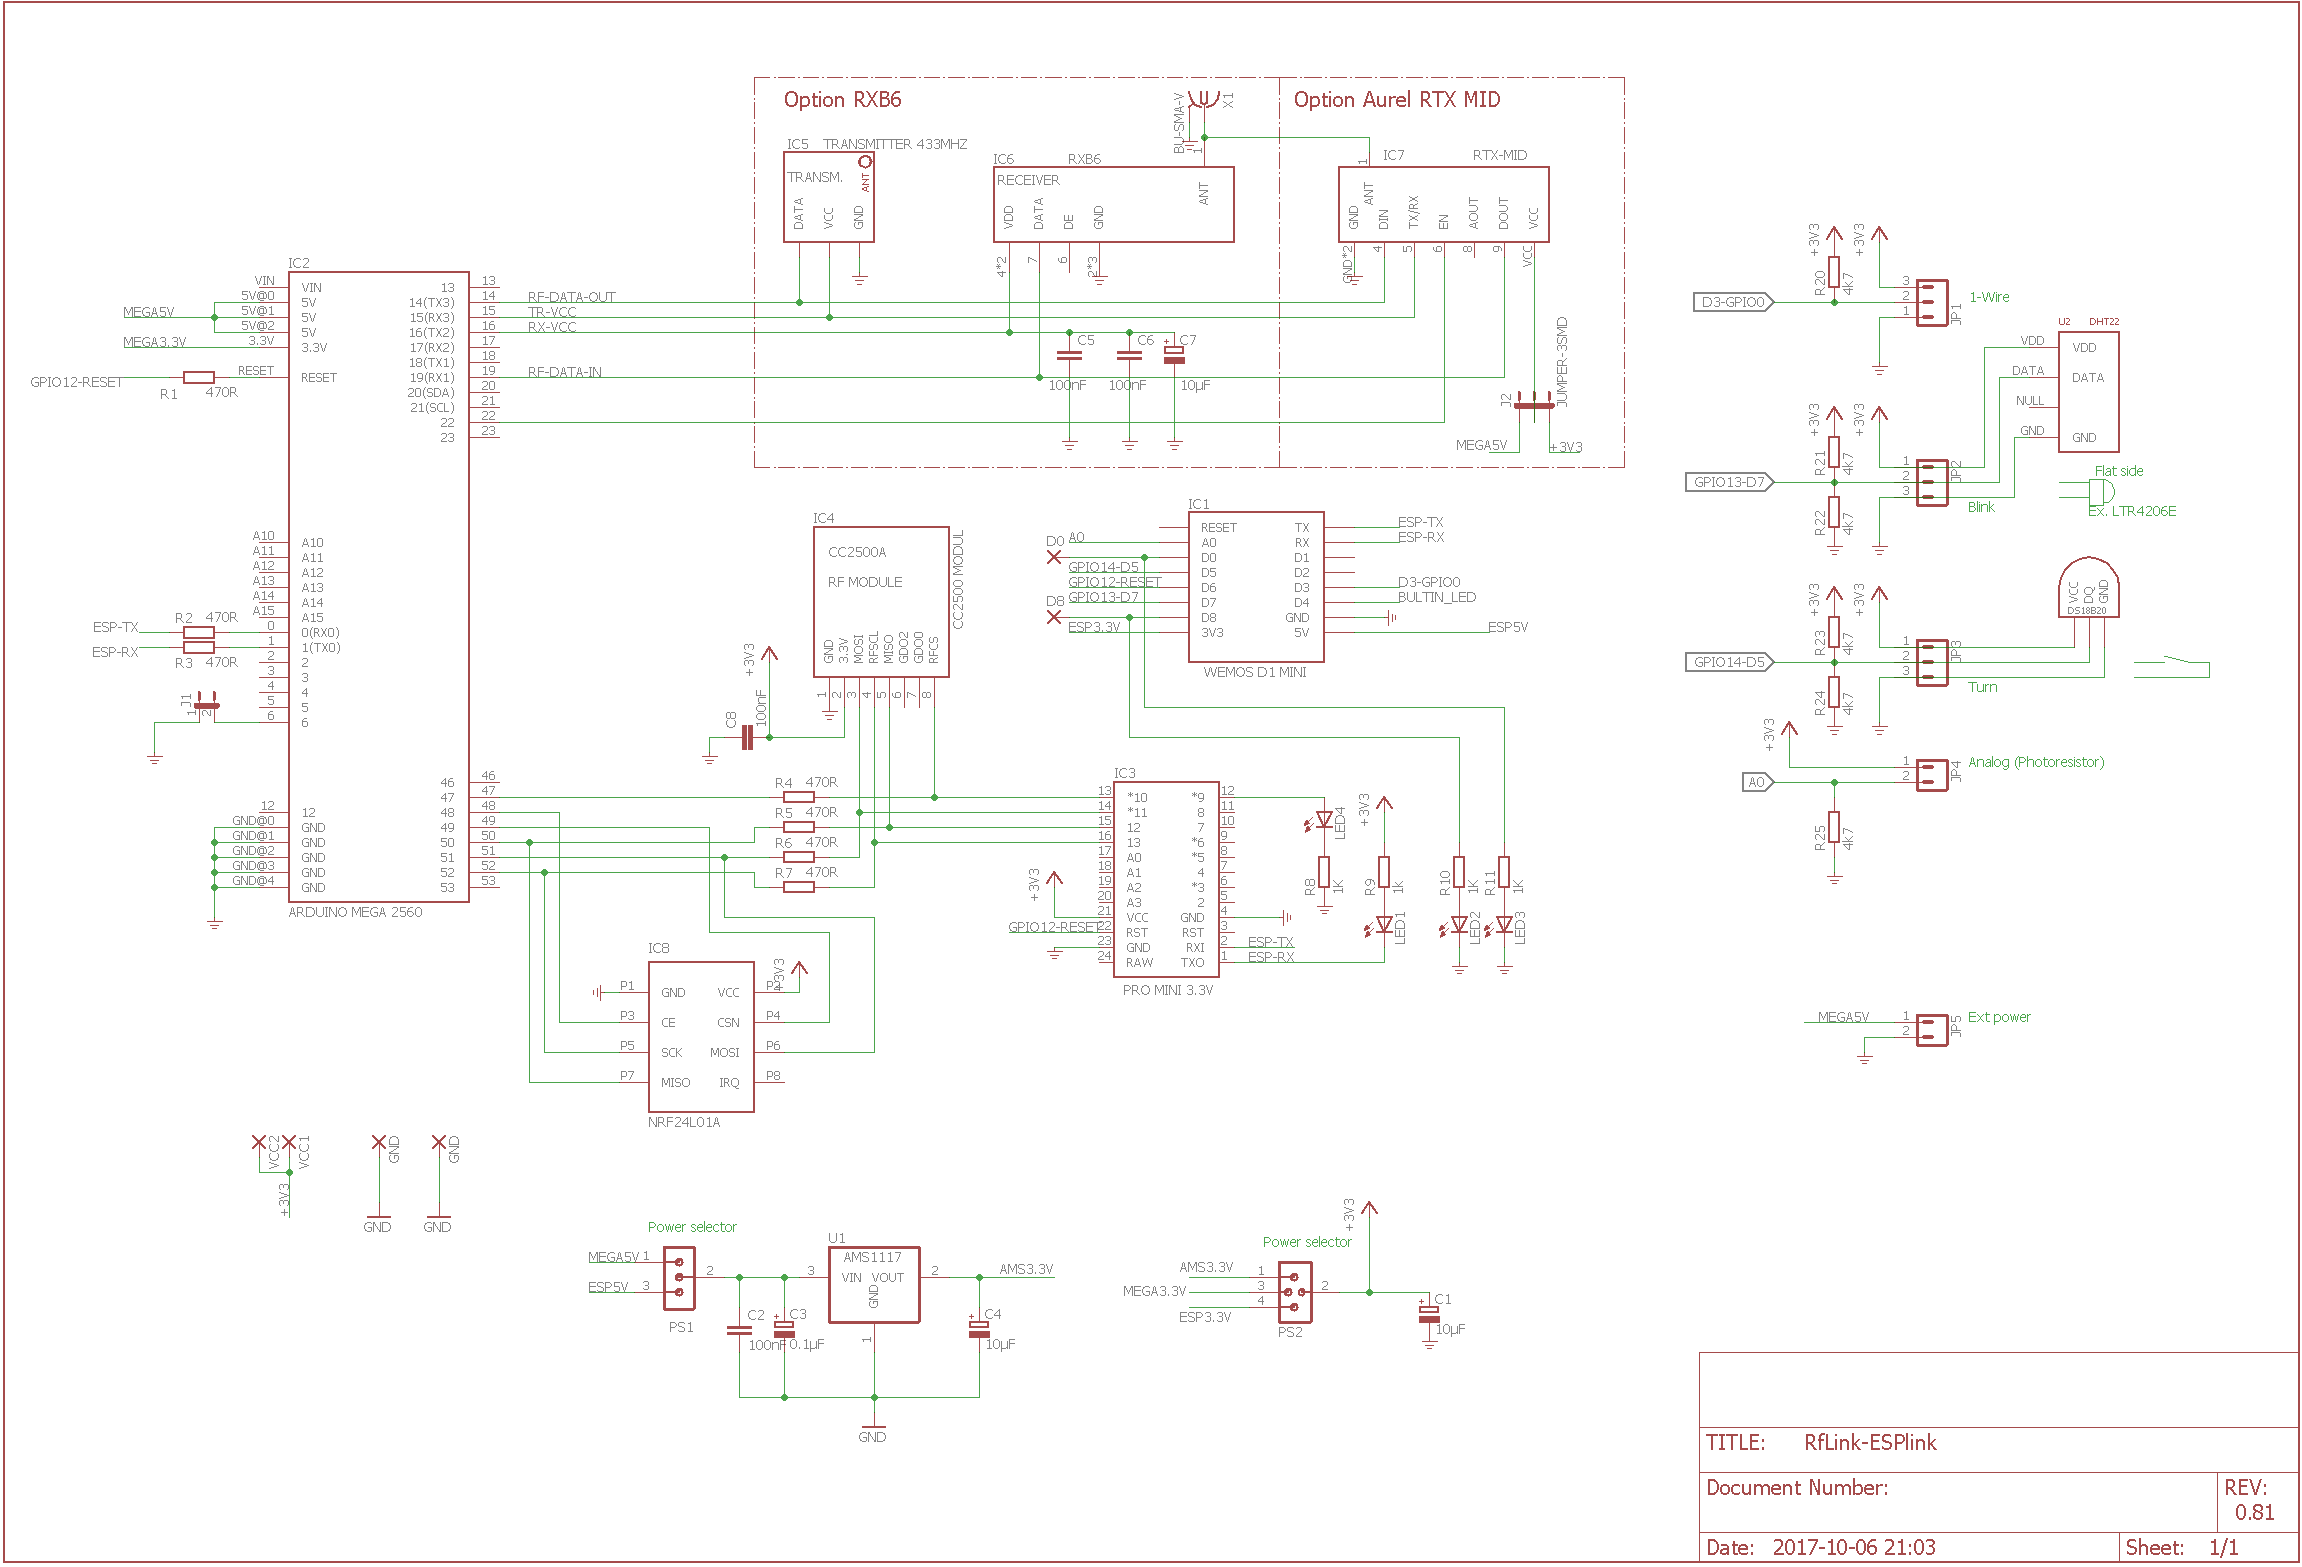 Option RXB6
Option Aurel RTX MID
BU-SMA-V
X1
1
IC5 TRANSMITTER 433MHZ
TRANSM.
ANT
DATA
VCC
GND
IC6 RXB6
RECEIVER
ANT
VDD
DATA
DE
GND
4*2
7
6
2*3
IC7 RTX-MID
1
ANT
GND
DIN
TX/RX
EN
AOUT
DOUT
VCC
GND*2
4
5
6
8
9
VCC
RF-DATA-OUT
TR-VCC
RX-VCC
RF-DATA-IN
C5
100nF
C6
100nF
C7
10µF
J2
JUMPER-3SMD
MEGA5V
+3V3
IC2
VIN VIN
5V@0 5V
5V@1 5V
5V@2 5V
3.3V 3.3V
RESET RESET
MEGA5V
MEGA3.3V
GPIO12-RESET
R1 470R
13 13
14(TX3) 14
15(RX3) 15
16(TX2) 16
17(RX2) 17
18(TX1) 18
19(RX1) 19
20(SDA) 20
21(SCL) 21
22 22
23 23
A10 A10
A11 A11
A12 A12
A13 A13
A14 A14
A15 A15
0 0(RX0)
1 1(TX0)
2 2
3 3
4 4
5 5
6 6
ESP-TX
R2 470R
ESP-RX
R3 470R
J1
1
2
46 46
47 47
48 48
49 49
50 50
51 51
52 52
53 53
12 12
GND@0 GND
GND@1 GND
GND@2 GND
GND@3 GND
GND@4 GND
ARDUINO MEGA 2560
IC4
CC2500A
RF MODULE
CC2500 MODUL
GND
3.3V
MOSI
RFSCL
MISO
GDO2
GDO0
RFCS
1
2
3
4
5
6
7
8
+3V3
C8
100nF
R4 470R
R5 470R
R6 470R
R7 470R
IC1
RESET TX
A0 RX
D0 D1
D5 D2
D6 D3
D7 D4
D8 GND
3V3 5V
WEMOS D1 MINI
D0 A0
GPIO14-D5
GPIO12-RESET
GPIO13-D7
D8
ESP3.3V
ESP-TX
ESP-RX
D3-GPIO0
BULTIN_LED
ESP5V
IC3
13 *10 *9 12
14 *11 8 11
15 12 7 10
16 13 *6 9
17 A0 *5 8
18 A1 4 7
19 A2 *3 6
20 A3 2 5
21 VCC GND 4
22 RST RST 3
23 GND RXI 2
24 RAW TXO 1
PRO MINI 3.3V
+3V3
GPIO12-RESET
ESP-TX
ESP-RX
LED4
R8
1K
+3V3
R9
1K
LED1
R10
1K
LED2
R11
1K
LED3
IC8
P1 GND VCC P2
P3 CE CSN P4
P5 SCK MOSI P6
P7 MISO IRQ P8
NRF24L01A
+3V3
+3V3
+3V3
R20
4k7
D3-GPIO0
3
2
1
JP1
1-Wire
U2 DHT22
VDD VDD
DATA DATA
NULL
GND GND
+3V3
+3V3
R21
4k7
GPIO13-D7
R22
4k7
1
2
3
JP2
Blink
Flat side
Ex. LTR4206E
+3V3
+3V3
R23
4k7
GPIO14-D5
R24
4k7
1
2
3
JP3
Turn
VCC
DQ
GND
DS18B20
+3V3
A0
R25
4k7
1
2
JP4
Analog (Photoresistor)
MEGA5V
1
2
JP5
Ext power
VCC2
VCC1
+3V3
GND
GND
GND
GND
Power selector
MEGA5V 1
ESP5V 3
2
PS1
C2
100nF
C3
0.1µF
U1
AMS1117
VIN VOUT
GND
3
2
1
AMS3.3V
C4
10µF
GND
Power selector
AMS3.3V 1
MEGA3.3V 3
ESP3.3V 4
2
PS2
+3V3
C1
10µF
TITLE: RfLink-ESPlink
Document Number:
REV:
0.81
Date: 2017-10-06 21:03
Sheet: 1/1